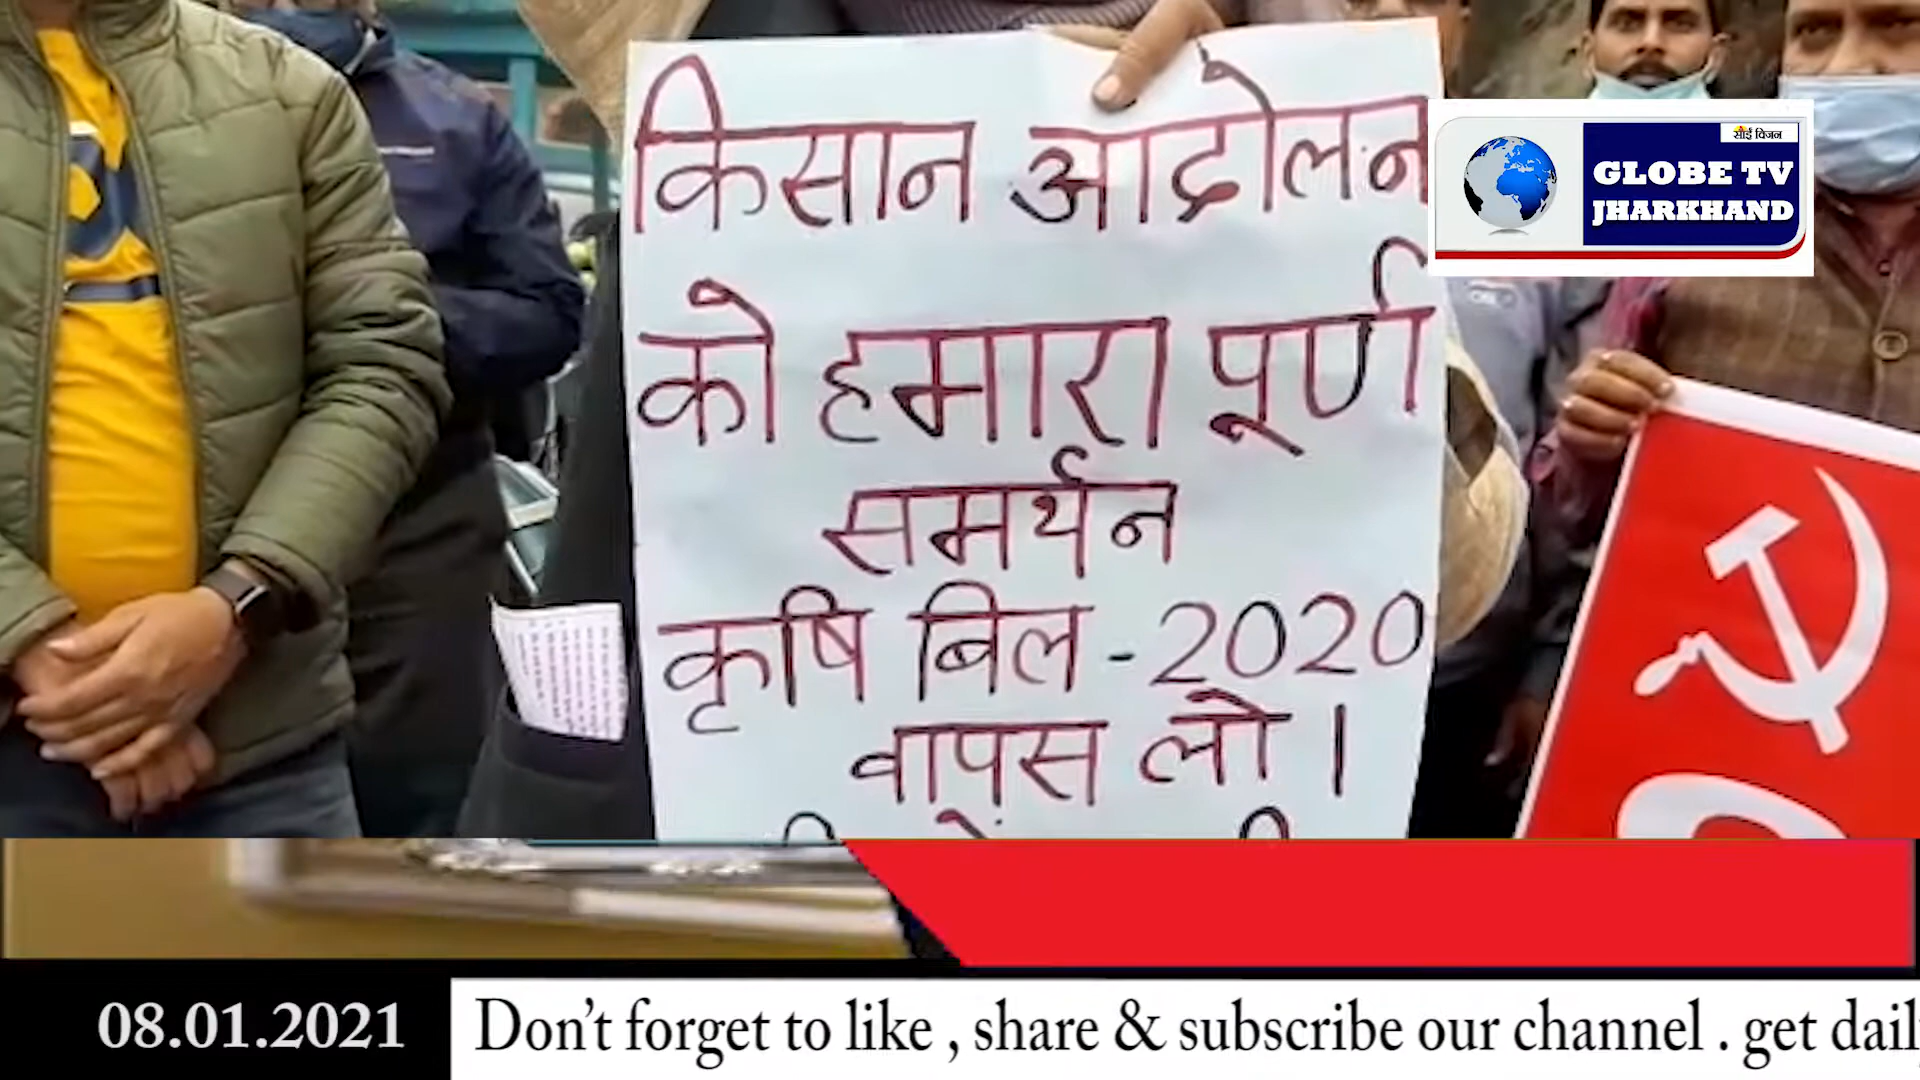 किसान आदोलन
को हमारा पूर्ण
समर्थन
कृषि बिल - 2020
वापस लो।
साई विजन
GLOBE TV
JHARKHAND
08.01.2021
Don't forget to like , share & subscribe our channel . get dail